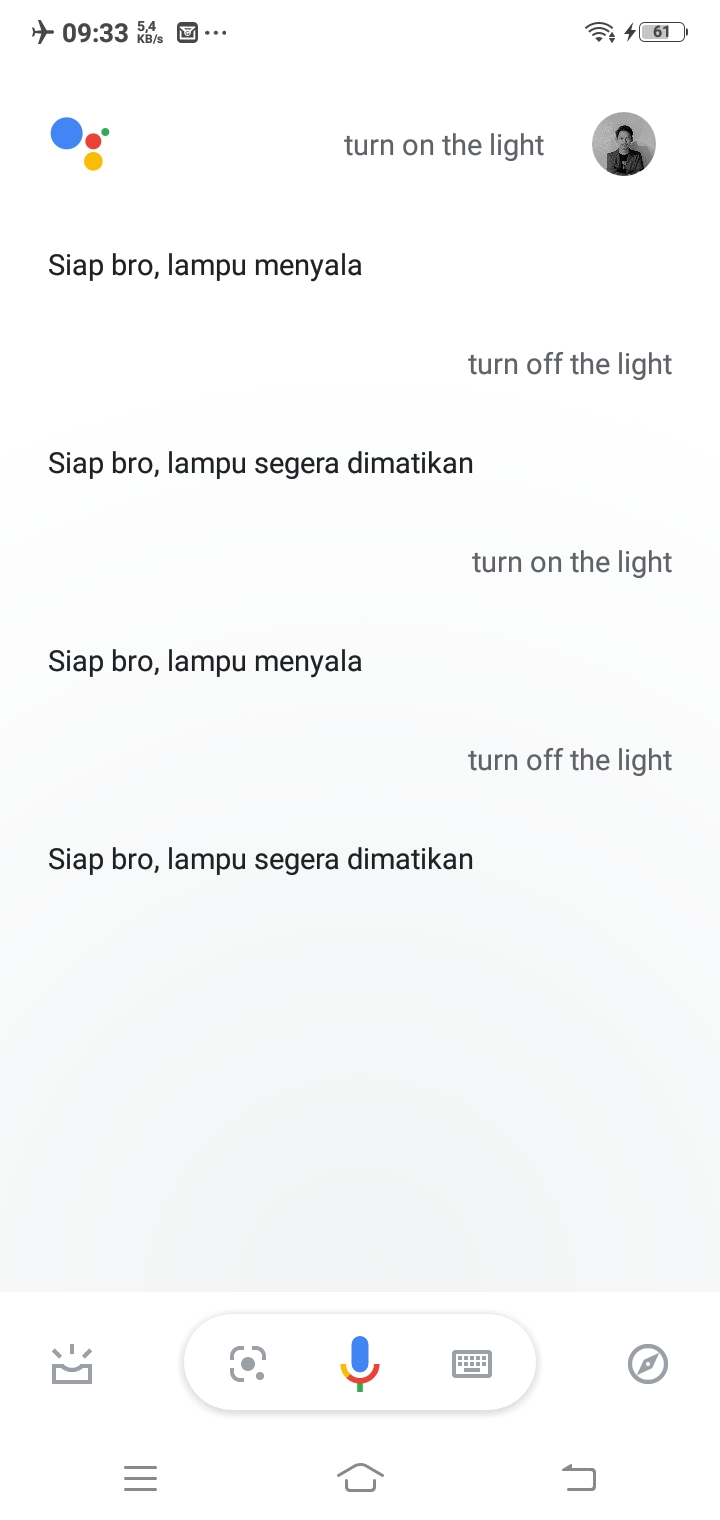 09:33 5,4 KB/s ... 61
turn on the light
Siap bro, lampu menyala
turn off the light
Siap bro, lampu segera dimatikan
turn on the light
Siap bro, lampu menyala
turn off the light
Siap bro, lampu segera dimatikan